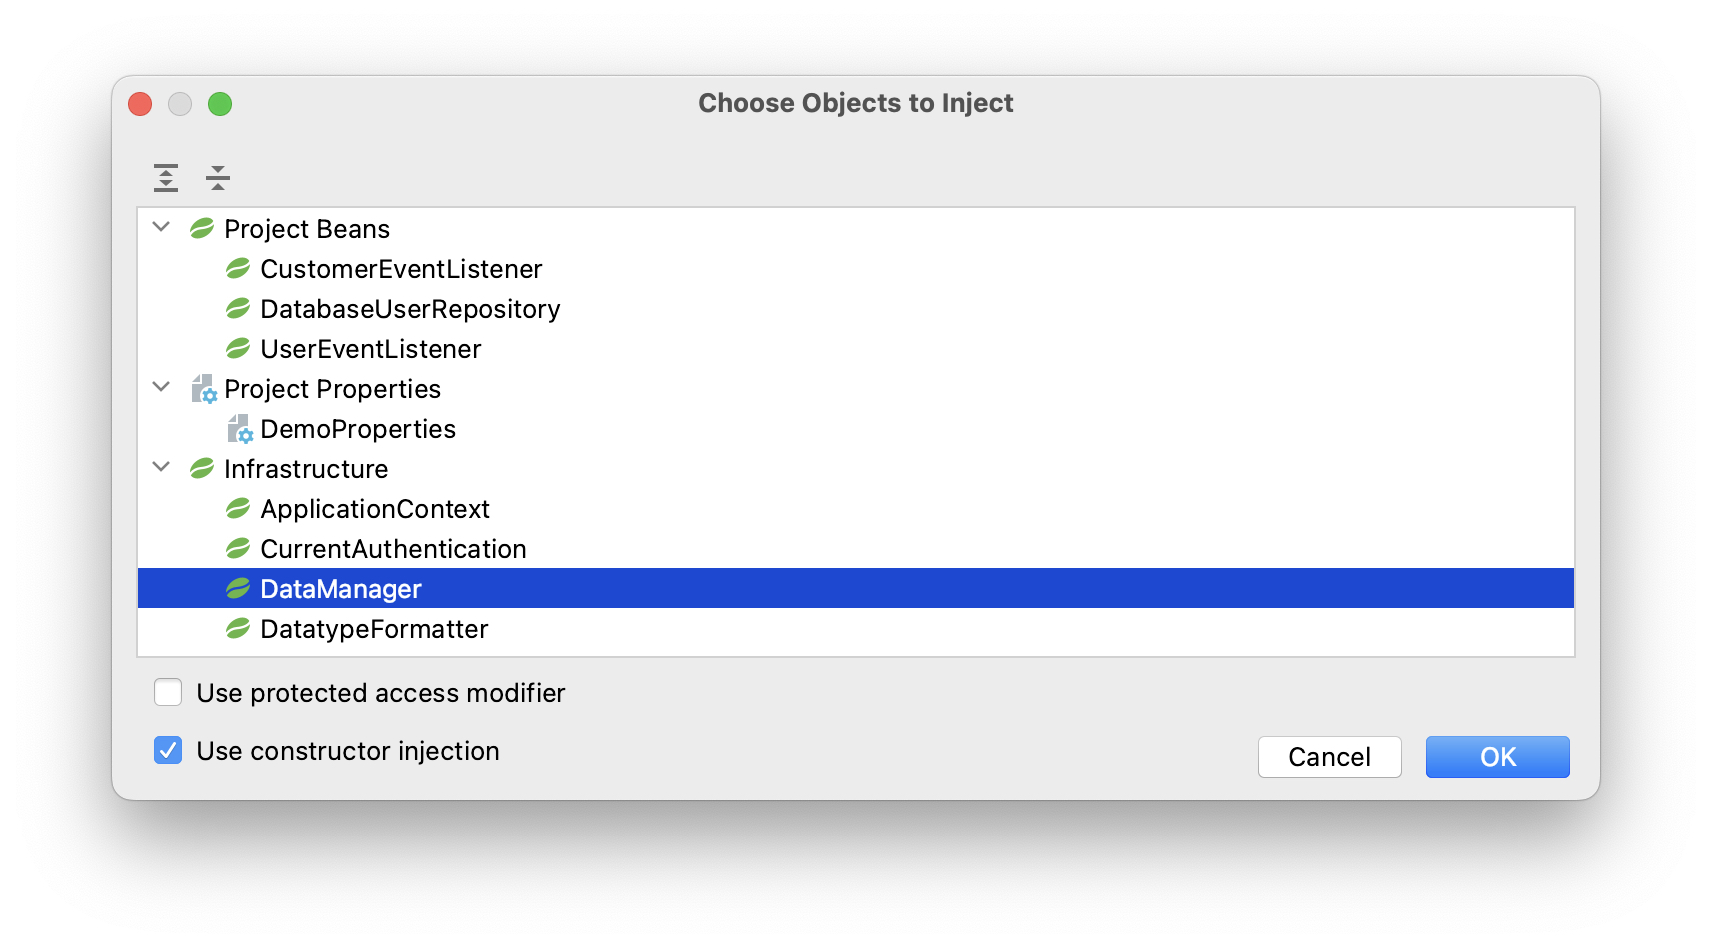 Choose Objects to Inject
Project Beans
CustomerEventListener
DatabaseUserRepository
UserEventListener
Project Properties
DemoProperties
Infrastructure
ApplicationContext
CurrentAuthentication
DataManager
DatatypeFormatter
Use protected access modifier
Use constructor injection
Cancel
OK